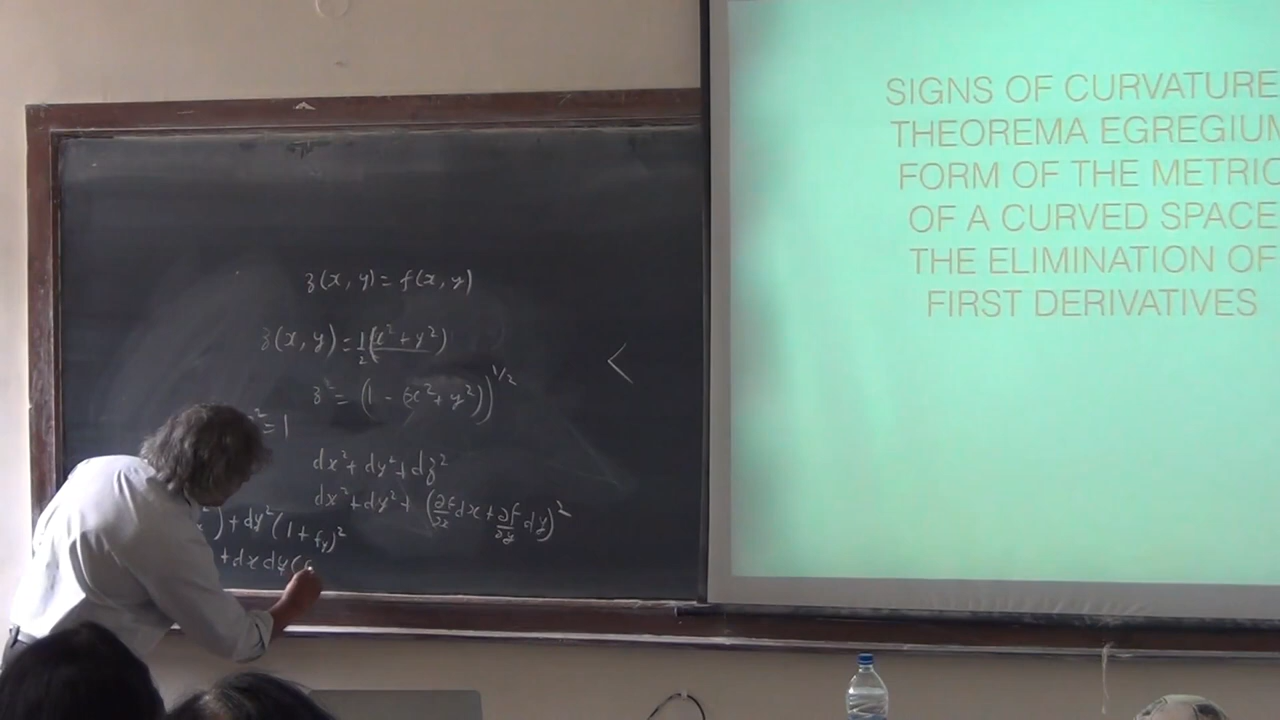 z(x, y) = f(x, y)
z(x, y) = 1/2 (x² + y²)
z² = (1 - (x² + y²))^1/2
² = 1
dx² + dy² + dz²
dx² + dy² + (∂f/∂x dx + ∂f/∂y dy)²
) + dy² (1 + f_y)²
+ dx dy (f
<
SIGNS OF CURVATURE
THEOREMA EGREGIUM
FORM OF THE METRIC
OF A CURVED SPACE
THE ELIMINATION OF
FIRST DERIVATIVES